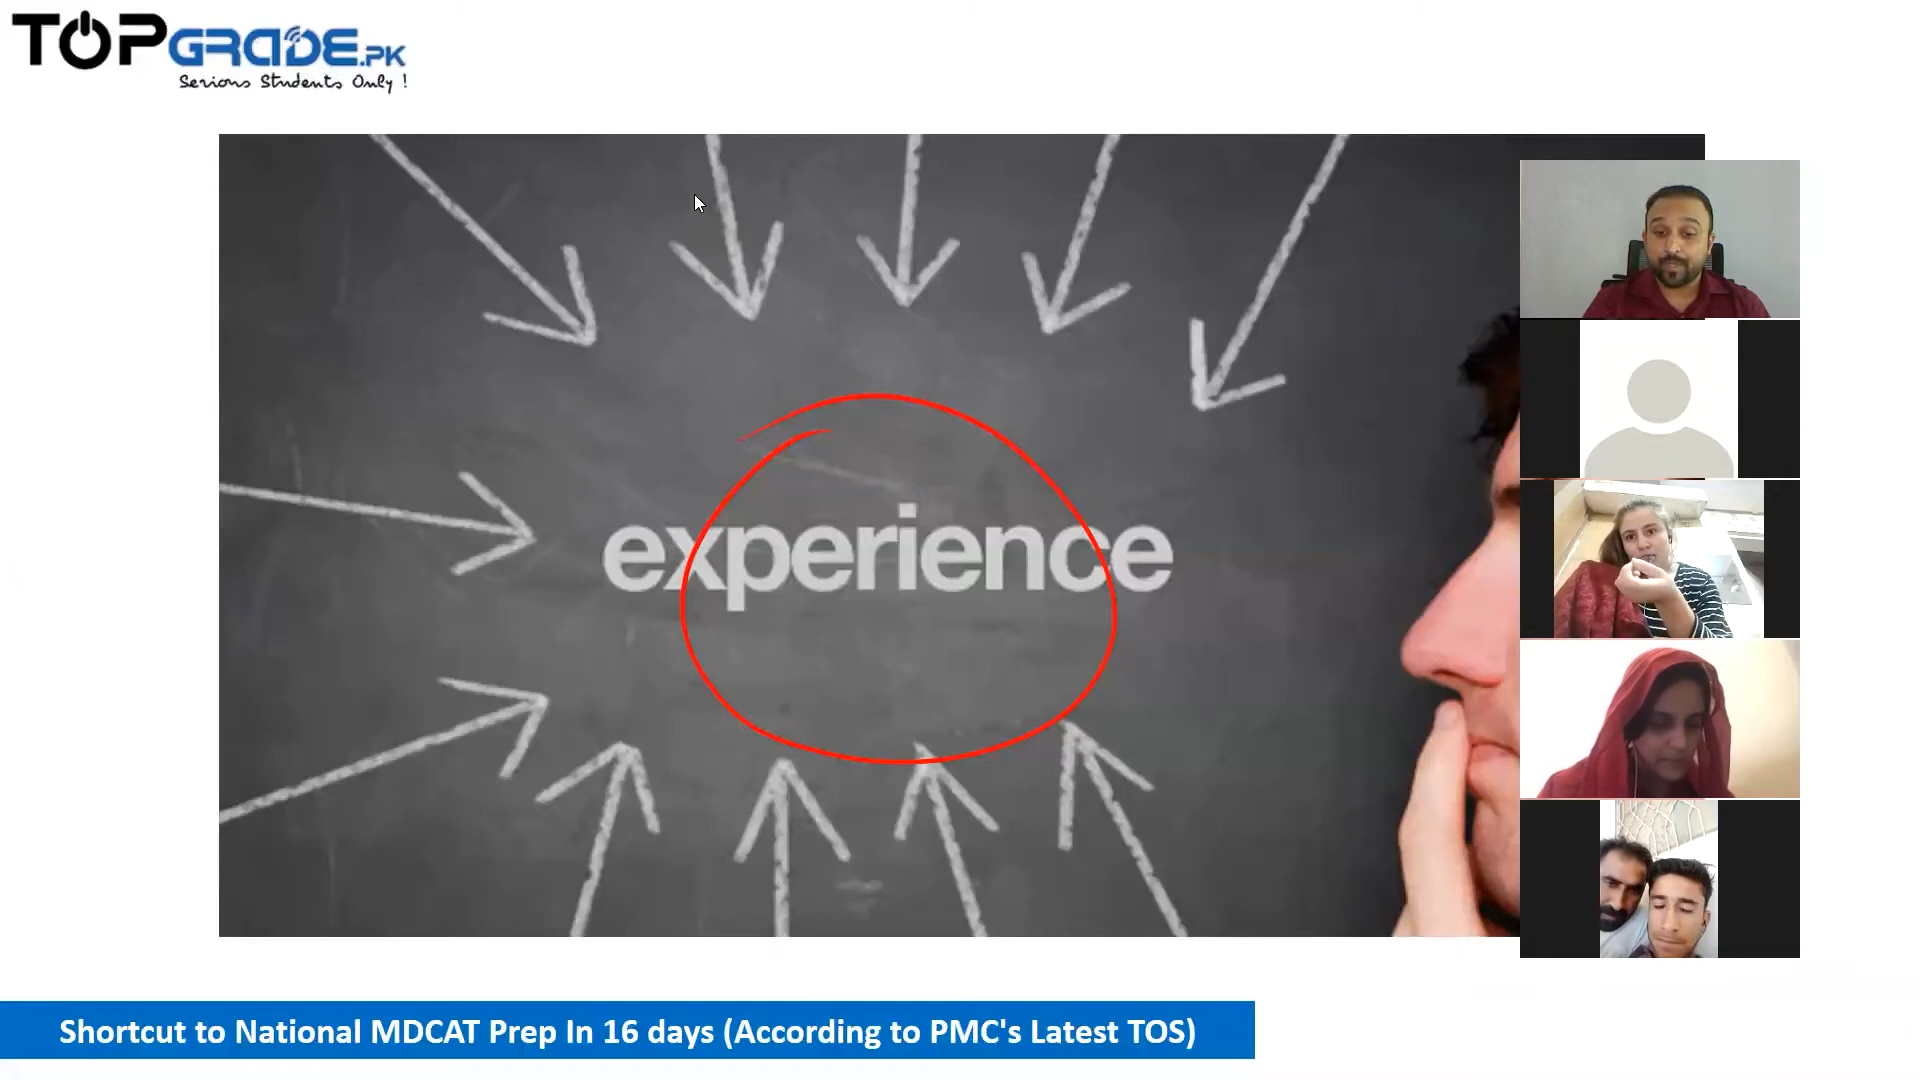 TOPGRADE.PK
Serious Students Only !
experience
Shortcut to National MDCAT Prep In 16 days (According to PMC's Latest TOS)